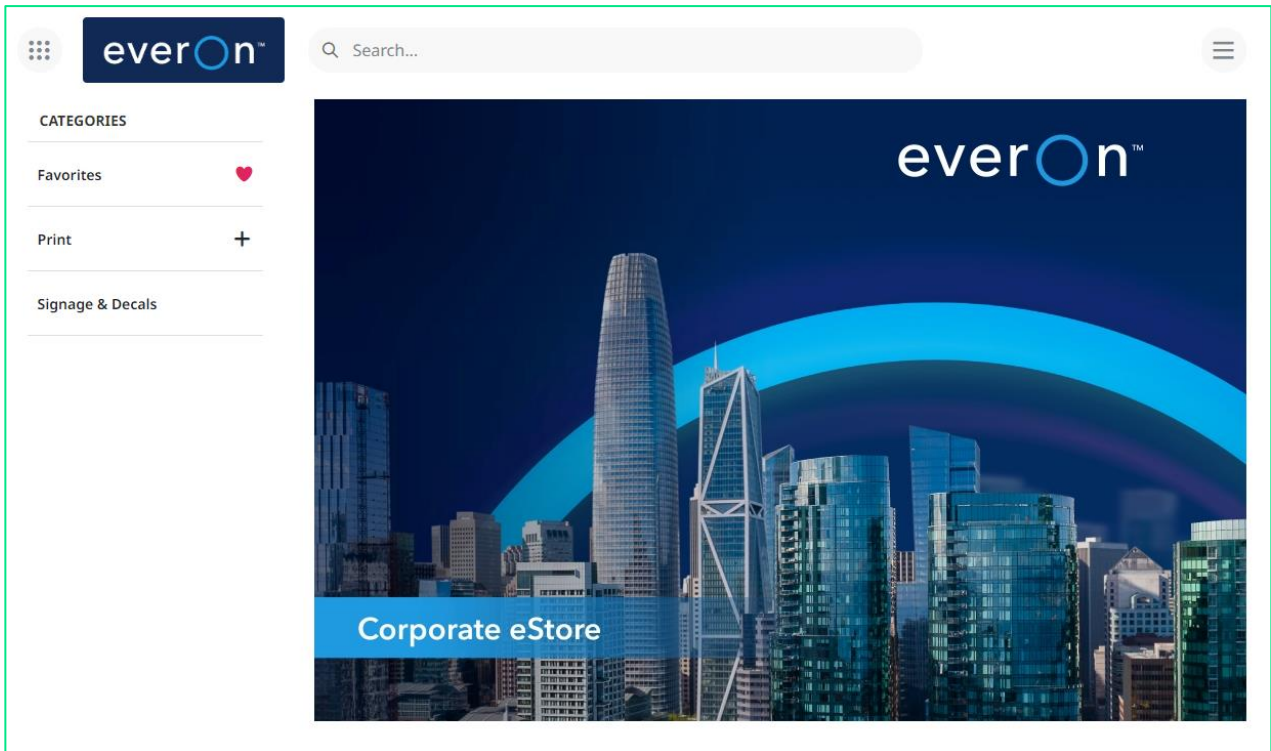 everOn™
Search...
CATEGORIES
Favorites
Print
Signage & Decals
everOn™
Corporate eStore